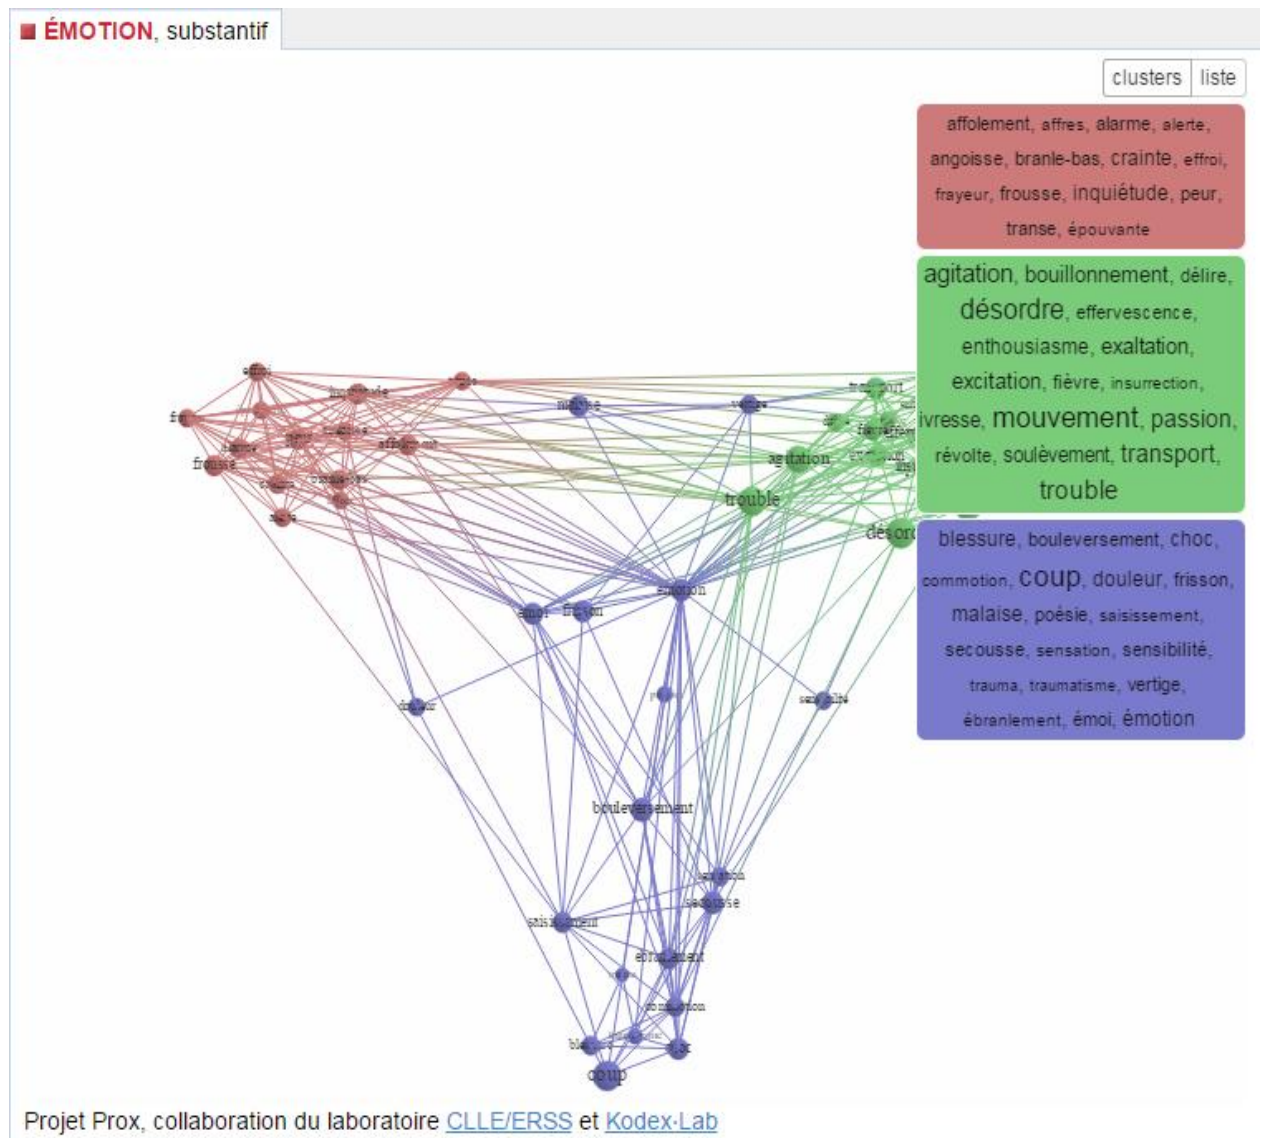 ÉMOTION, substantif
clusters liste
affolement, affres, alarme, alerte,
angoisse, branle-bas, crainte, effroi,
frayeur, frousse, inquiétude, peur,
transe, épouvante
agitation, bouillonnement, délire,
désordre, effervescence,
enthousiasme, exaltation,
excitation, fièvre, insurrection,
ivresse, mouvement, passion,
révolte, soulèvement, transport,
trouble
blessure, bouleversement, choc,
commotion, coup, douleur, frisson,
malaise, poésie, saisissement,
secousse, sensation, sensibilité,
trauma, traumatisme, vertige,
ébranlement, émoi, émotion
effroi
frousse
agitation
trouble
émotion
émoi
frisson
douleur
bouleversement
sensation
secousse
saisissement
ébranlement
commotion
coup
Projet Prox, collaboration du laboratoire CLLE/ERSS et Kodex·Lab